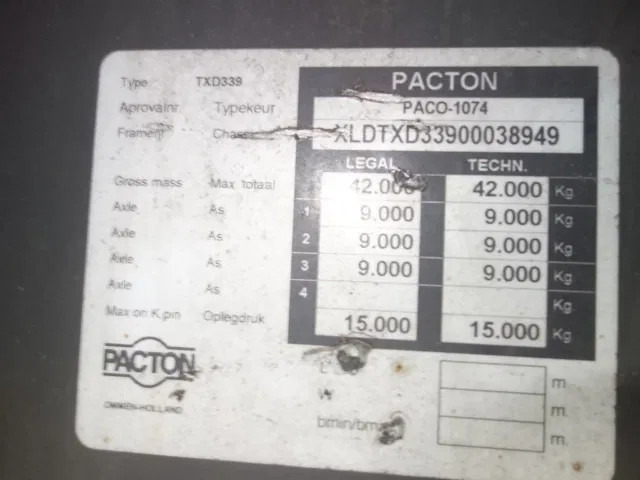 PACTON
Type TXD339
Aprovalnr Typekeur PACO-1074
Frament XLDTXD33900038949
LEGAL TECHN.
Gross mass Max totaal 42.000 42.000 Kg
Axle As 1 9.000 9.000 Kg
Axle As 2 9.000 9.000 Kg
Axle As 3 9.000 9.000 Kg
Axle As 4 Kg
Max on K.pin Oplegdruk 15.000 15.000 Kg
PACTON
OMMEN-HOLLAND
L m.
W m.
m.